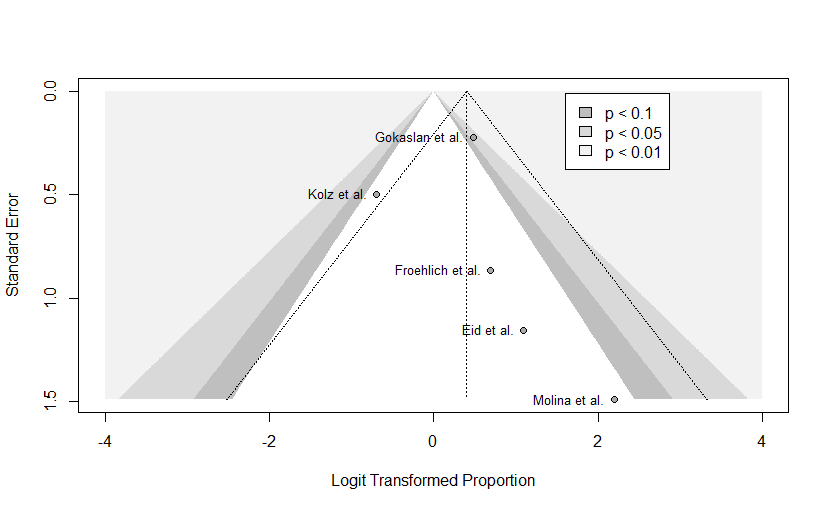 0.0
0.5
1.0
1.5
Standard Error
p < 0.1
p < 0.05
p < 0.01
Gokaslan et al.
Kolz et al.
Froehlich et al.
Eid et al.
Molina et al.
-4
-2
0
2
4
Logit Transformed Proportion